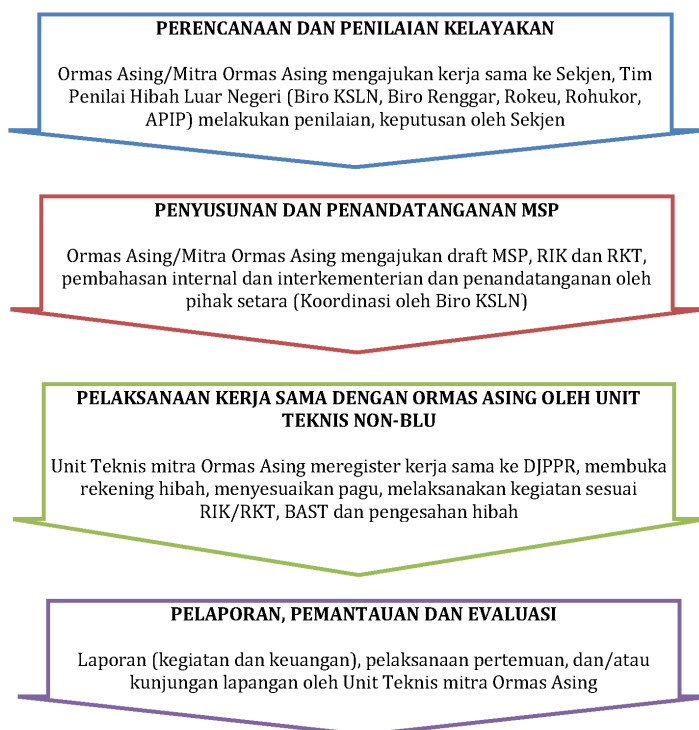 PERENCANAAN DAN PENILAIAN KELAYAKAN
Ormas Asing/Mitra Ormas Asing mengajukan kerja sama ke Sekjen, Tim
Penilai Hibah Luar Negeri (Biro KSLN, Biro Renggar, Rokeu, Rohukor,
APIP) melakukan penilaian, keputusan oleh Sekjen
PENYUSUNAN DAN PENANDATANGANAN MSP
Ormas Asing/Mitra Ormas Asing mengajukan draft MSP, RIK dan RKT,
pembahasan internal dan interkementerian dan penandatanganan oleh
pihak setara (Koordinasi oleh Biro KSLN)
PELAKSANAAN KERJA SAMA DENGAN ORMAS ASING OLEH UNIT
TEKNIS NON-BLU
Unit Teknis mitra Ormas Asing meregister kerja sama ke DJPPR, membuka
rekening hibah, menyesuaikan pagu, melaksanakan kegiatan sesuai
RIK/RKT, BAST dan pengesahan hibah
PELAPORAN, PEMANTAUAN DAN EVALUASI
Laporan (kegiatan dan keuangan), pelaksanaan pertemuan, dan/atau
kunjungan lapangan oleh Unit Teknis mitra Ormas Asing